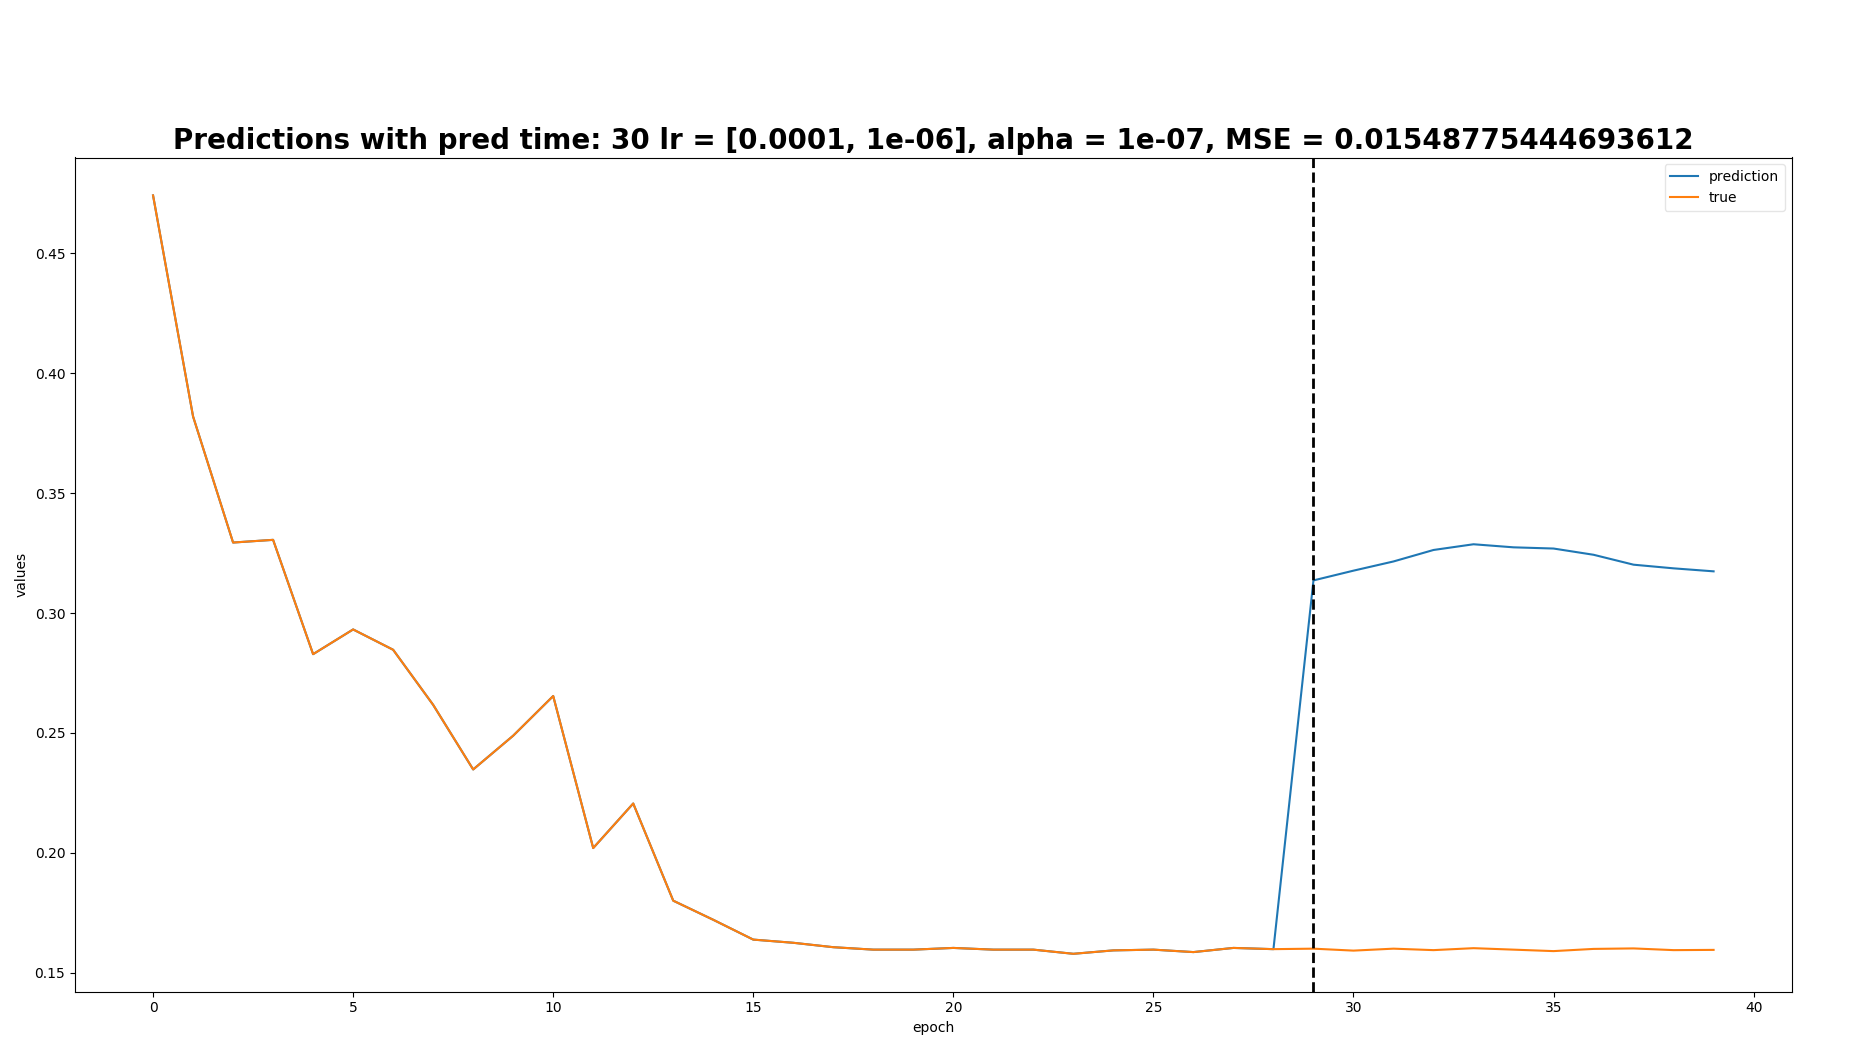 Predictions with pred time: 30 lr = [0.0001, 1e-06], alpha = 1e-07, MSE = 0.01548775444693612
prediction
true
0.45
0.40
0.35
0.30
0.25
0.20
0.15
values
0 5 10 15 20 25 30 35 40
epoch